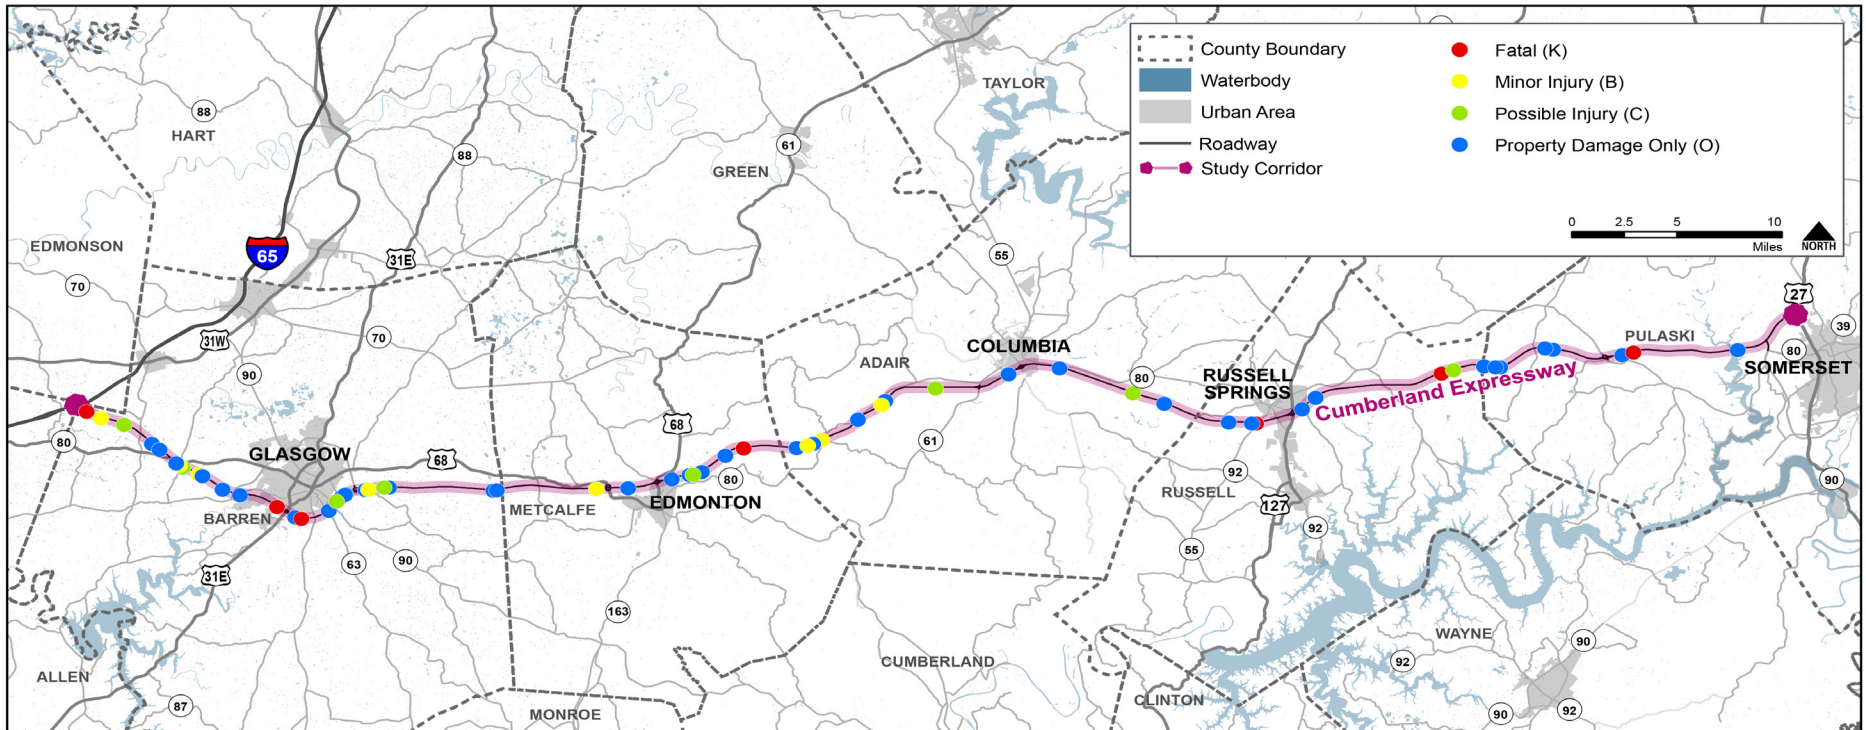 County Boundary
Waterbody
Urban Area
Roadway
Study Corridor
Fatal (K)
Minor Injury (B)
Possible Injury (C)
Property Damage Only (O)
0 2.5 5 10
Miles
NORTH
TAYLOR
88
HART
88
61
GREEN
EDMONSON
65
31E
55
70
27
31W
70
39
PULASKI
80
COLUMBIA
ADAIR
SOMERSET
90
80
RUSSELL
SPRINGS
Cumberland Expressway
68
80
GLASGOW
68
61
80
92
90
EDMONTON
RUSSELL
METCALFE
BARREN
127
92
55
63
90
31E
163
WAYNE
90
CUMBERLAND
92
ALLEN
CLINTON
87
MONROE
90
92